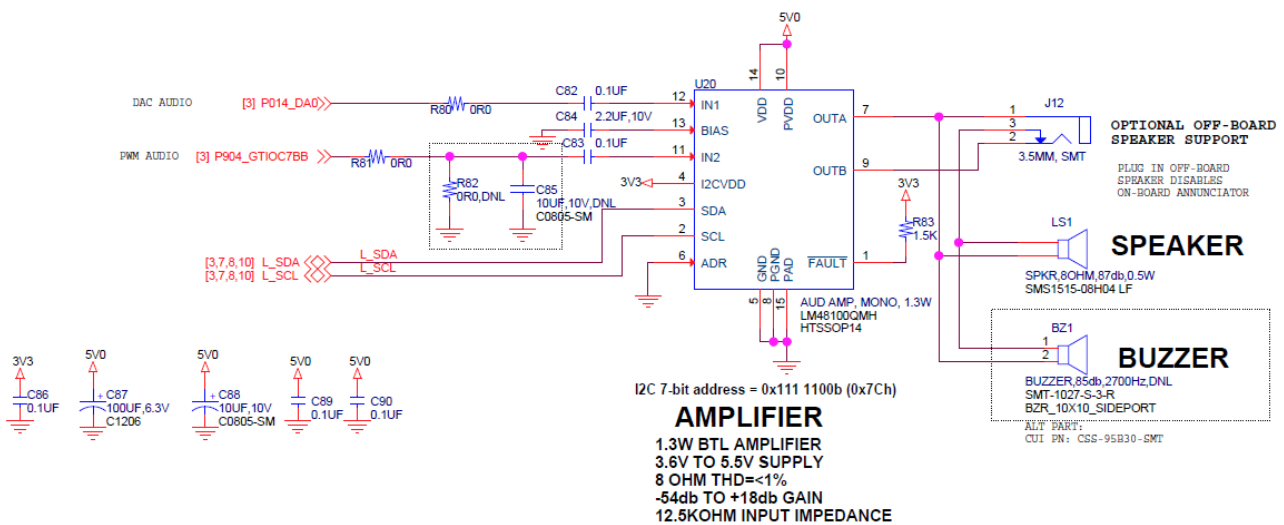 5V0
U20
14
10
VDD
PVDD
DAC AUDIO
[3] P014_DA0
R80
0R0
C82
0.1UF
12
IN1
C84
2.2UF,10V
13
BIAS
PWM AUDIO
[3] P904_GTIOC7BB
R81
0R0
C83
0.1UF
11
IN2
R82
0R0,DNL
C85
10UF,10V,DNL
C0805-SM
3V3
4
I2CVDD
3
SDA
2
SCL
6
ADR
[3,7,8,10] L_SDA
L_SDA
[3,7,8,10] L_SCL
L_SCL
OUTA
7
OUTB
9
FAULT
1
GND
PGND
PAD
5
8
15
3V3
R83
1.5K
AUD AMP, MONO, 1.3W
LM48100QMH
HTSSOP14
J12
1
3
2
3.5MM, SMT
OPTIONAL OFF-BOARD
SPEAKER SUPPORT
PLUG IN OFF-BOARD
SPEAKER DISABLES
ON-BOARD ANNUNCIATOR
LS1
SPEAKER
SPKR,8OHM,87db,0.5W
SMS1515-08H04 LF
BZ1
1
2
BUZZER
BUZZER,85db,2700Hz,DNL
SMT-1027-S-3-R
BZR_10X10_SIDEPORT
ALT PART:
CUI PN: CSS-95B30-SMT
3V3
C86
0.1UF
5V0
C87
100UF,6.3V
C1206
5V0
C88
10UF,10V
C0805-SM
5V0
C89
0.1UF
5V0
C90
0.1UF
I2C 7-bit address = 0x111 1100b (0x7Ch)
AMPLIFIER
1.3W BTL AMPLIFIER
3.6V TO 5.5V SUPPLY
8 OHM THD=<1%
-54db TO +18db GAIN
12.5KOHM INPUT IMPEDANCE